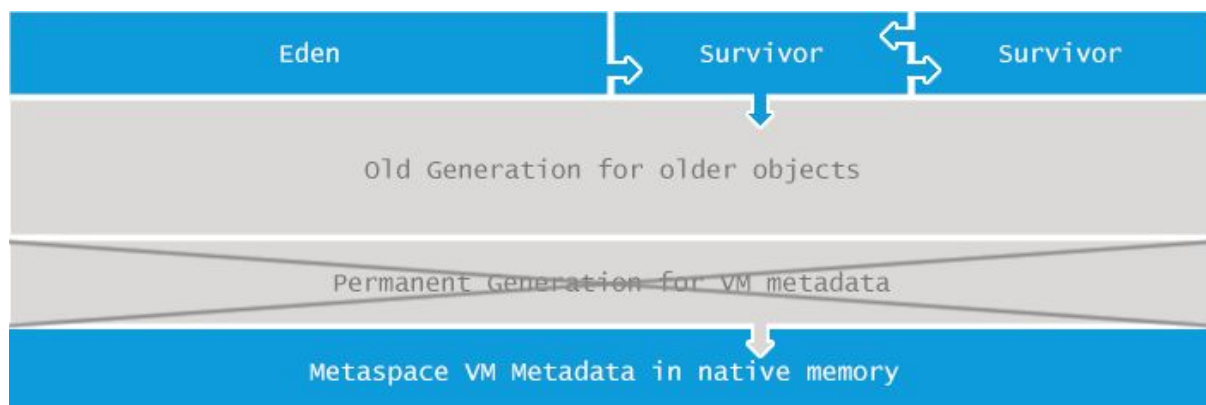 Eden
Survivor
Survivor
Old Generation for older objects
Permanent Generation for VM metadata
Metaspace VM Metadata in native memory